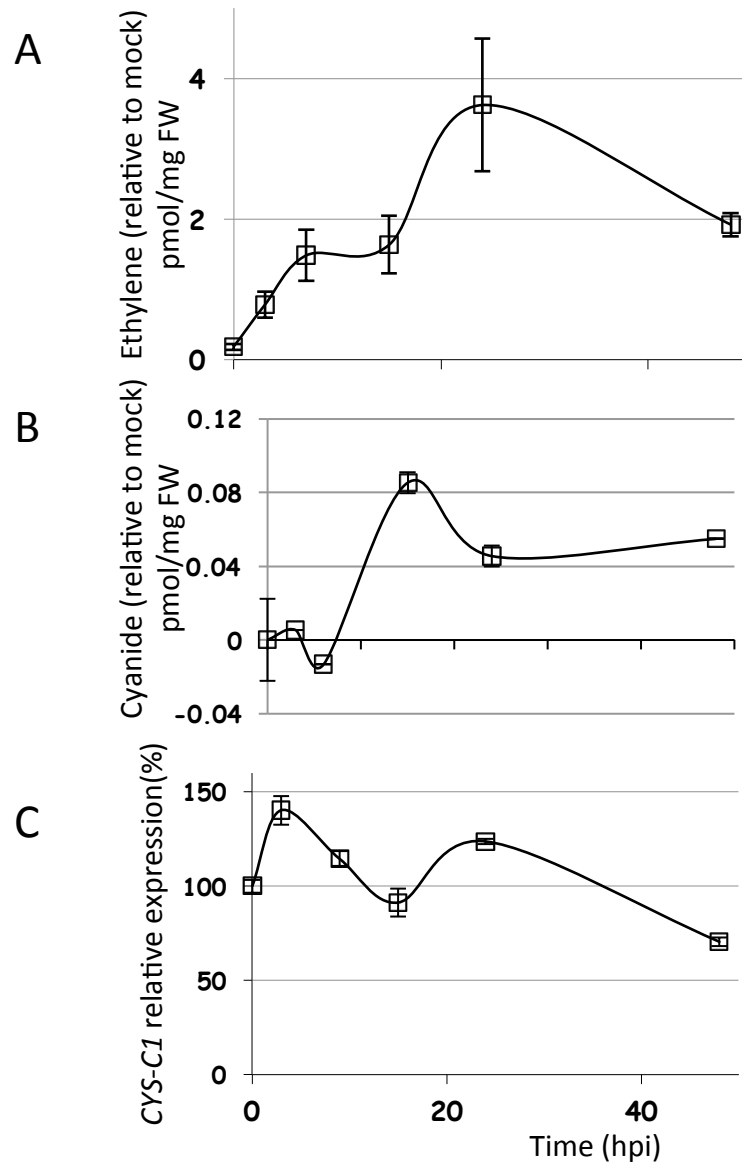 A
Ethylene (relative to mock)
pmol/mg FW
4
2
0
B
Cyanide (relative to mock)
pmol/mg FW
0.12
0.08
0.04
0
-0.04
C
CYS-C1 relative expression(%)
150
100
50
0
0 20 40
Time (hpi)